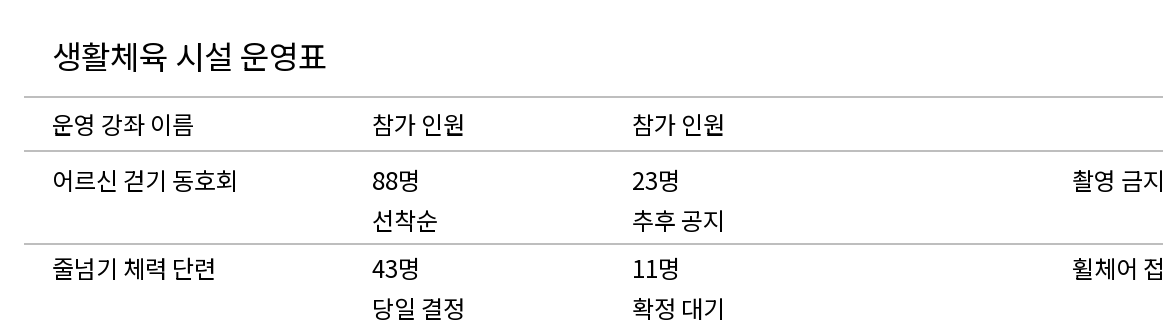 생활체육 시설 운영표
운영 강좌 이름 참가 인원 참가 인원
어르신 걷기 동호회 88명 23명 촬영 금지
선착순 추후 공지
줄넘기 체력 단련 43명 11명 휠체어 접
당일 결정 확정 대기